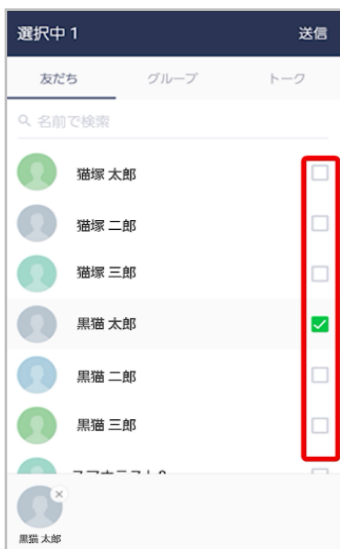 選択中 1 送信
友だち グループ トーク
名前で検索
猫塚 太郎
猫塚 二郎
猫塚 三郎
黒猫 太郎
黒猫 二郎
黒猫 三郎
黒猫 太郎